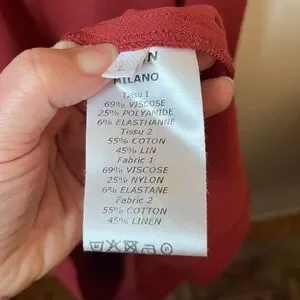 MILANO
Tissu 1
69% VISCOSE
25% POLYAMIDE
6% ELASTHANNE
Tissu 2
55% COTON
45% LIN
Fabric 1
69% VISCOSE
25% NYLON
6% ELASTANE
Fabric 2
55% COTTON
45% LINEN